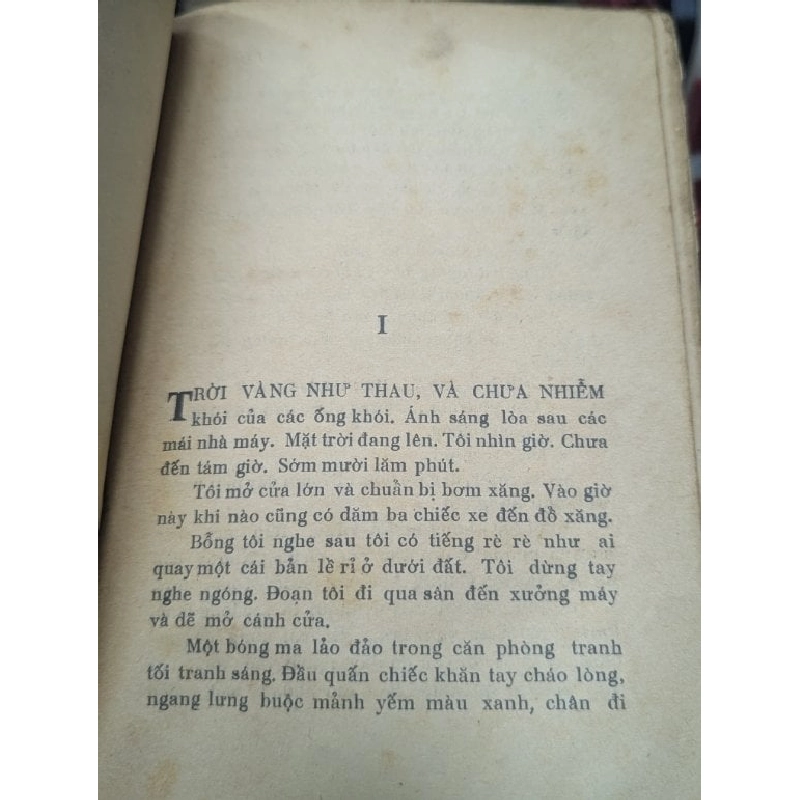 I
TRỜI VÀNG NHƯ THAU, VÀ CHƯA NHIỄM
khói của các ống khói. Ánh sáng lòa sau các
mái nhà máy. Mặt trời đang lên. Tôi nhìn giờ. Chưa
đến tám giờ. Sớm mười lăm phút.
Tôi mở cửa lớn và chuẩn bị bơm xăng. Vào giờ
này khi nào cũng có dăm ba chiếc xe đến đồ xăng.
Bỗng tôi nghe sau tôi có tiếng rè rè như ai
quay một cái bản lề rỉ ở dưới đất. Tôi dừng tay
nghe ngóng. Đoạn tôi đi qua sân đến xưởng máy
và dẽ mở cánh cửa.
Một bóng ma lảo đảo trong căn phòng tranh
tối tranh sáng. Đầu quấn chiếc khăn tay cháo lòng,
ngang lưng buộc mảnh yếm màu xanh, chân đi